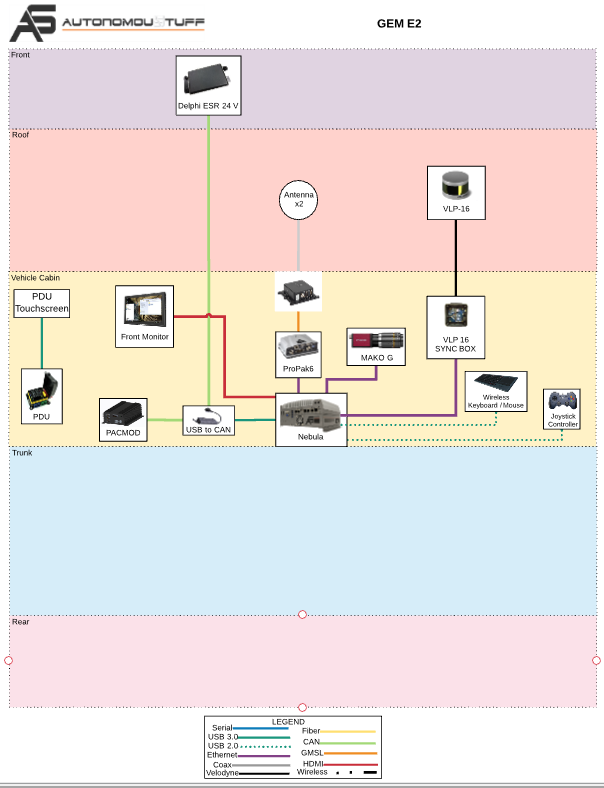 AUTONOMOUSTUFF
GEM E2
Front
Delphi ESR 24 V
Roof
Antenna
x2
VLP-16
Vehicle Cabin
PDU
Touchscreen
Front Monitor
ProPak6
MAKO G
VLP 16
SYNC BOX
PDU
PACMOD
USB to CAN
Nebula
Wireless
Keyboard / Mouse
Joystick
Controller
Trunk
Rear
LEGEND
Serial
USB 3.0
USB 2.0
Ethernet
Coax
Velodyne
Fiber
CAN
GMSL
HDMI
Wireless